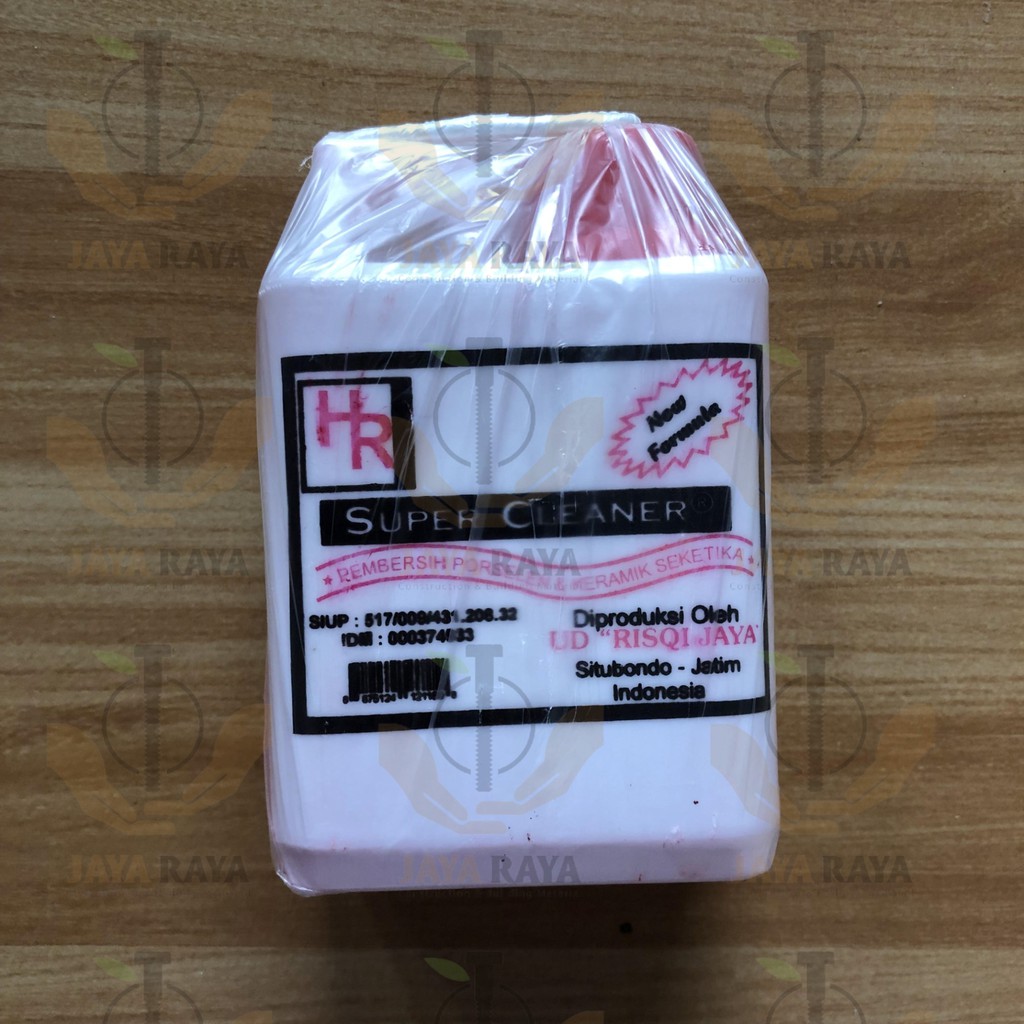 HR
New
Formula
SUPER CLEANER®
PEMBERSIH PORSELEN & KERAMIK SEKETIKA
SIUP : 517/009/431.206.32
IDM :
Diproduksi Oleh
UD "RISQI JAYA"
Situbondo - Jatim
Indonesia
JAYA RAYA